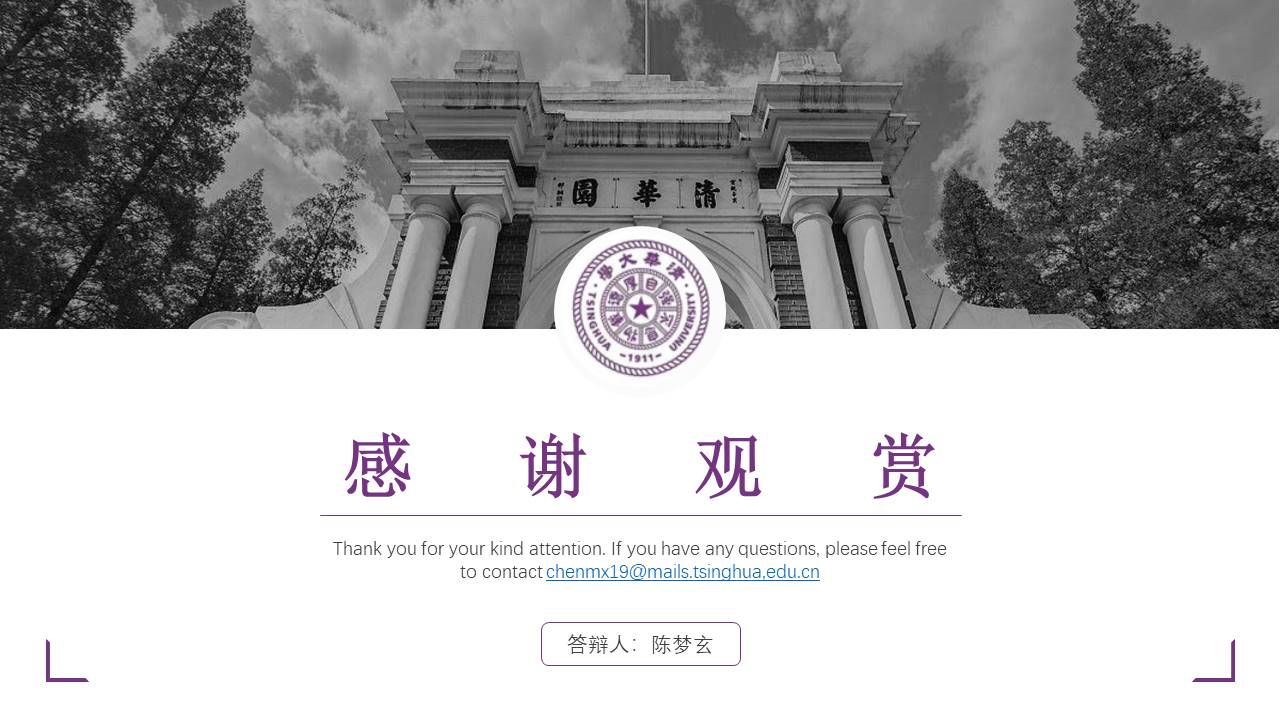 清華園
清華大學
TSINGHUA UNIVERSITY
自强不息
厚德載物
1911
感谢观赏
Thank you for your kind attention. If you have any questions, please feel free
to contact chenmx19@mails.tsinghua,edu.cn
答辩人：陈梦玄